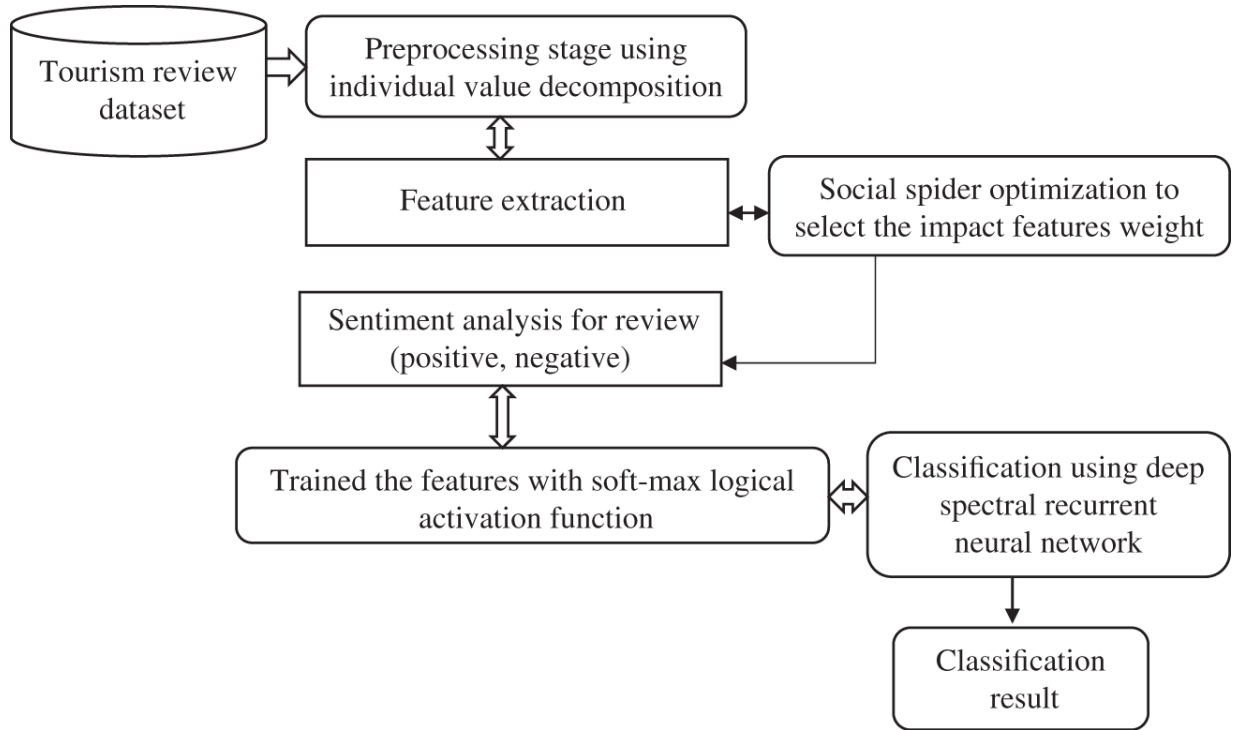 Tourism review
dataset
Preprocessing stage using
individual value decomposition
Feature extraction
Social spider optimization to
select the impact features weight
Sentiment analysis for review
(positive, negative)
Trained the features with soft-max logical
activation function
Classification using deep
spectral recurrent
neural network
Classification
result